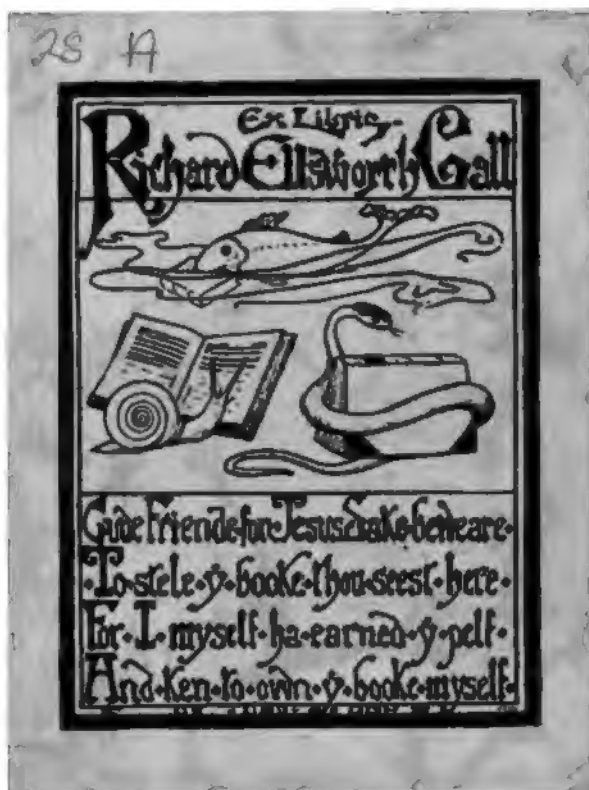 28 A
Ex Libris
Richard Ellsworth Call
Gude Friende for Jesus Sake beweare
To stele ȳ booke thou seest here
For I myself ha earned ȳ pelf
And ken to own ȳ booke myself